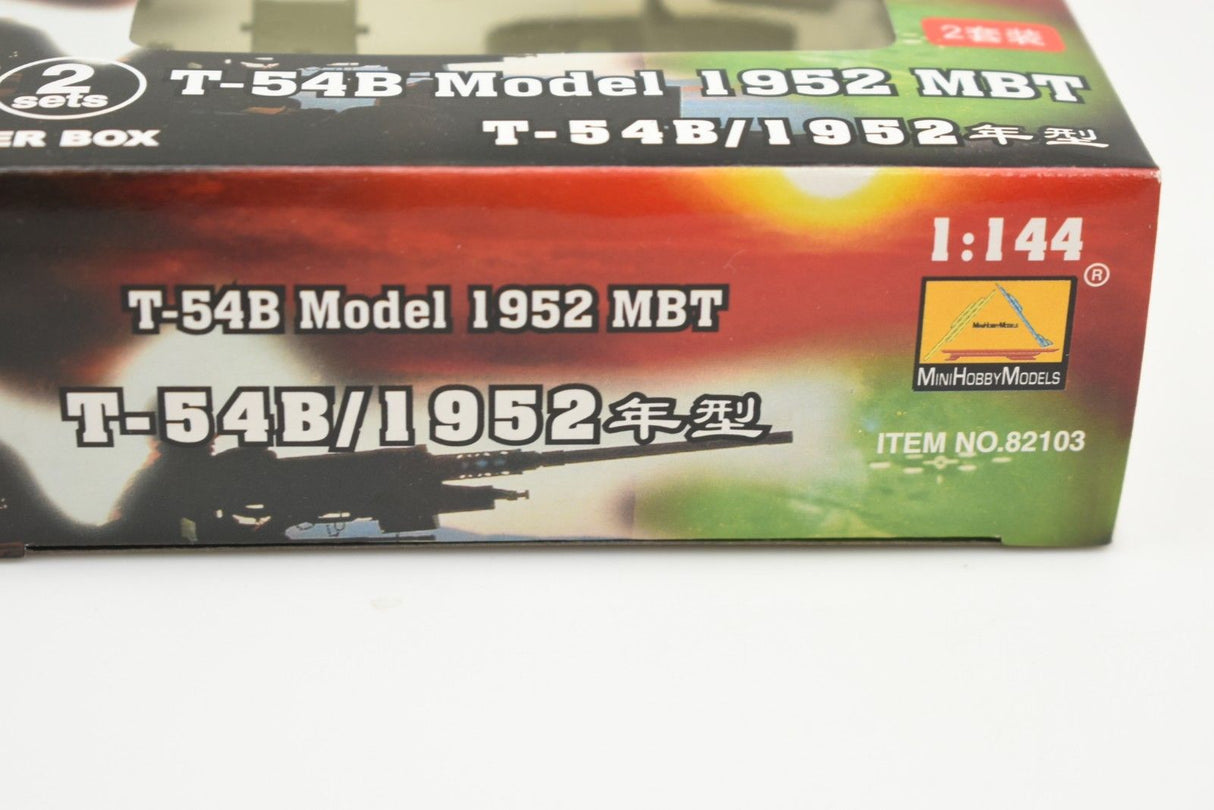 2套装
2
sets
T-54B Model 1952 MBT
ER BOX
T-54B/1952年型
1:144
®
T-54B Model 1952 MBT
MINIHOBBYMODELS
MINIHOBBYMODELS
T-54B/1952年型
ITEM NO.82103